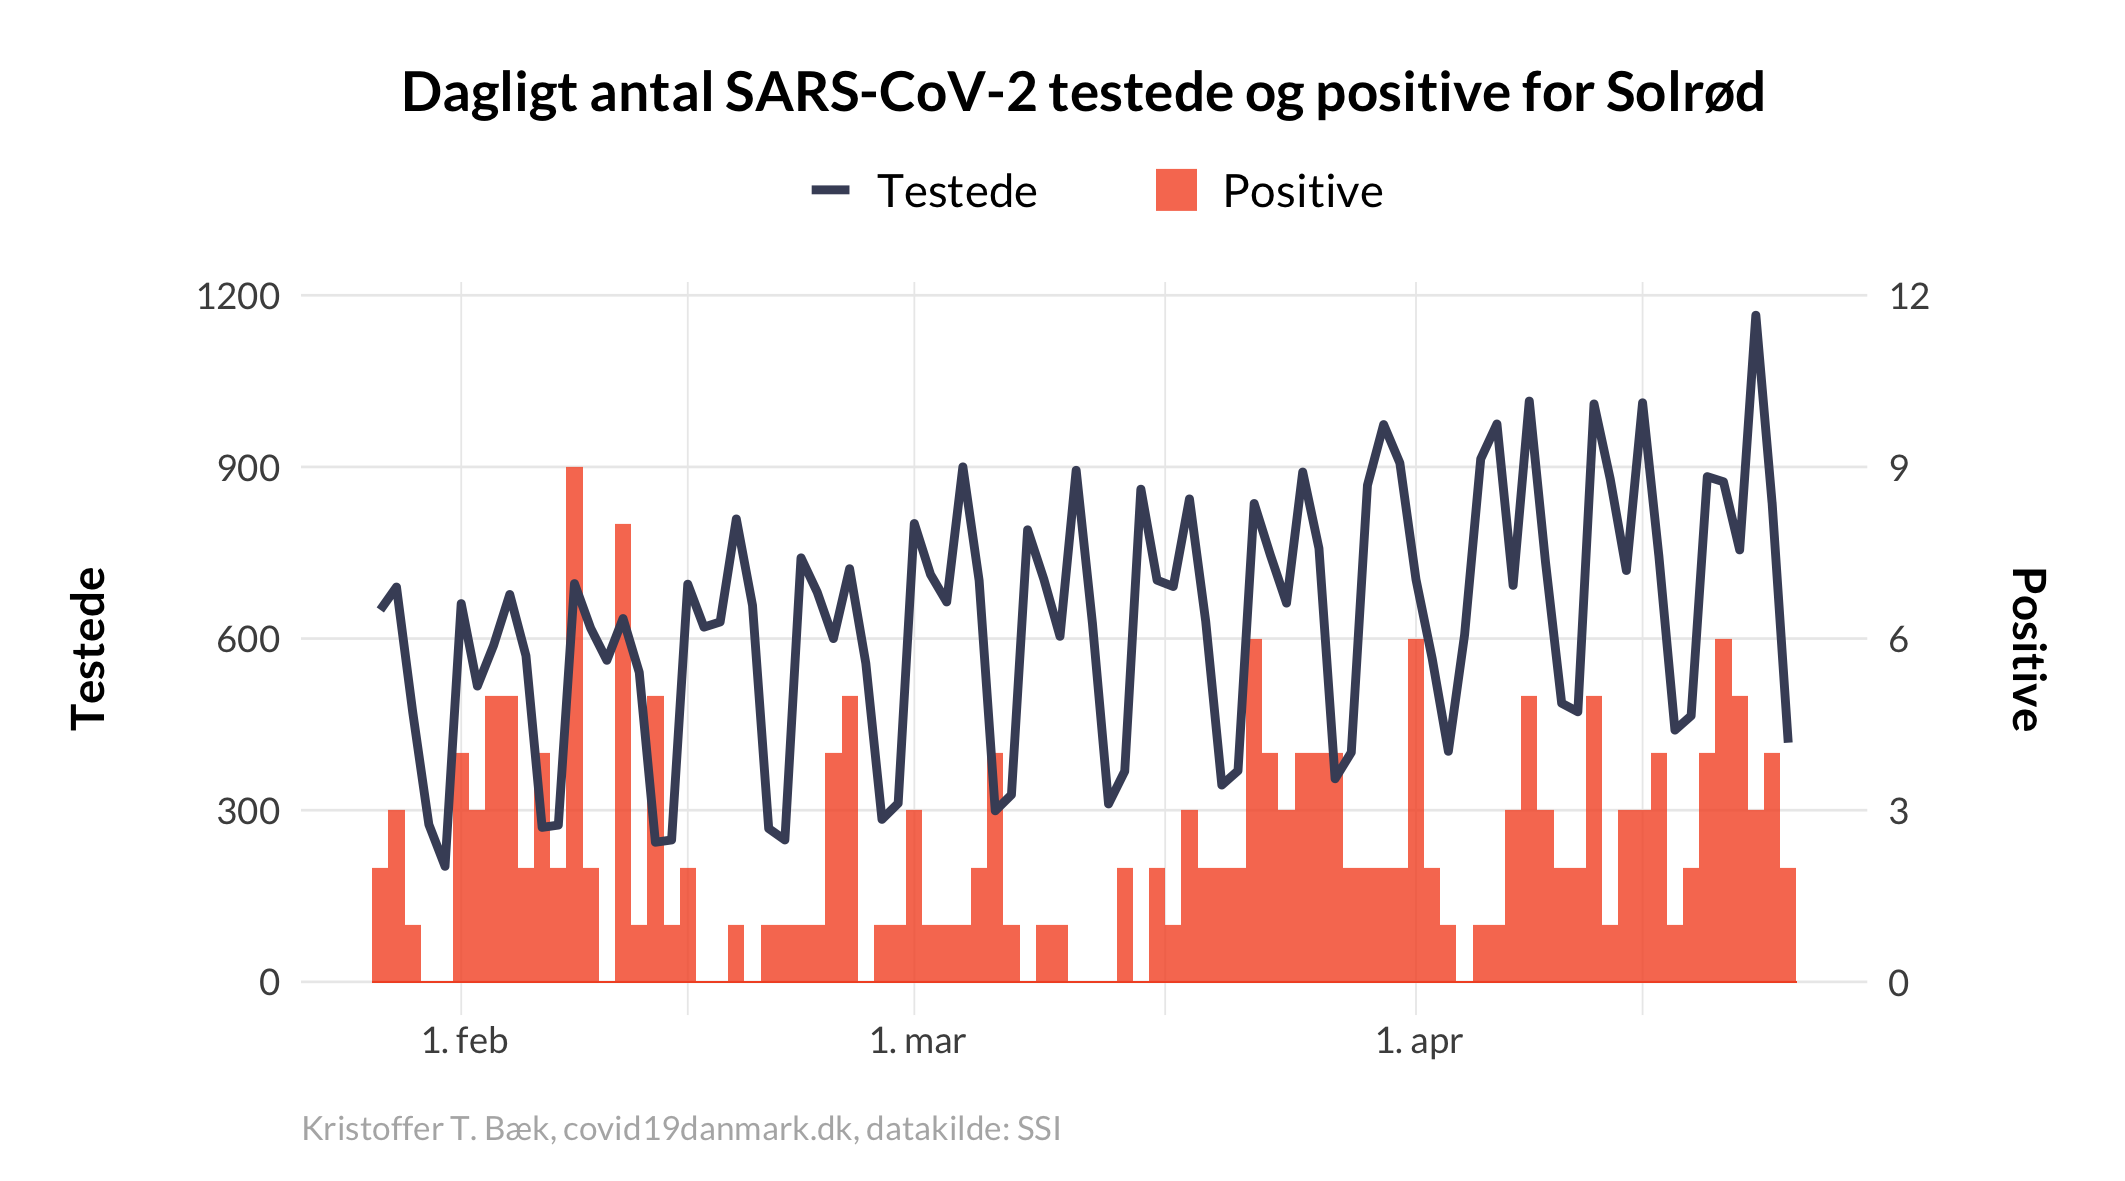 Dagligt antal SARS-CoV-2 testede og positive for Solrød
Testede
Positive
1200
900
600
300
0
Testede
12
9
6
3
0
Positive
1. feb
1. mar
1. apr
Kristoffer T. Bæk, covid19danmark.dk, datakilde: SSI